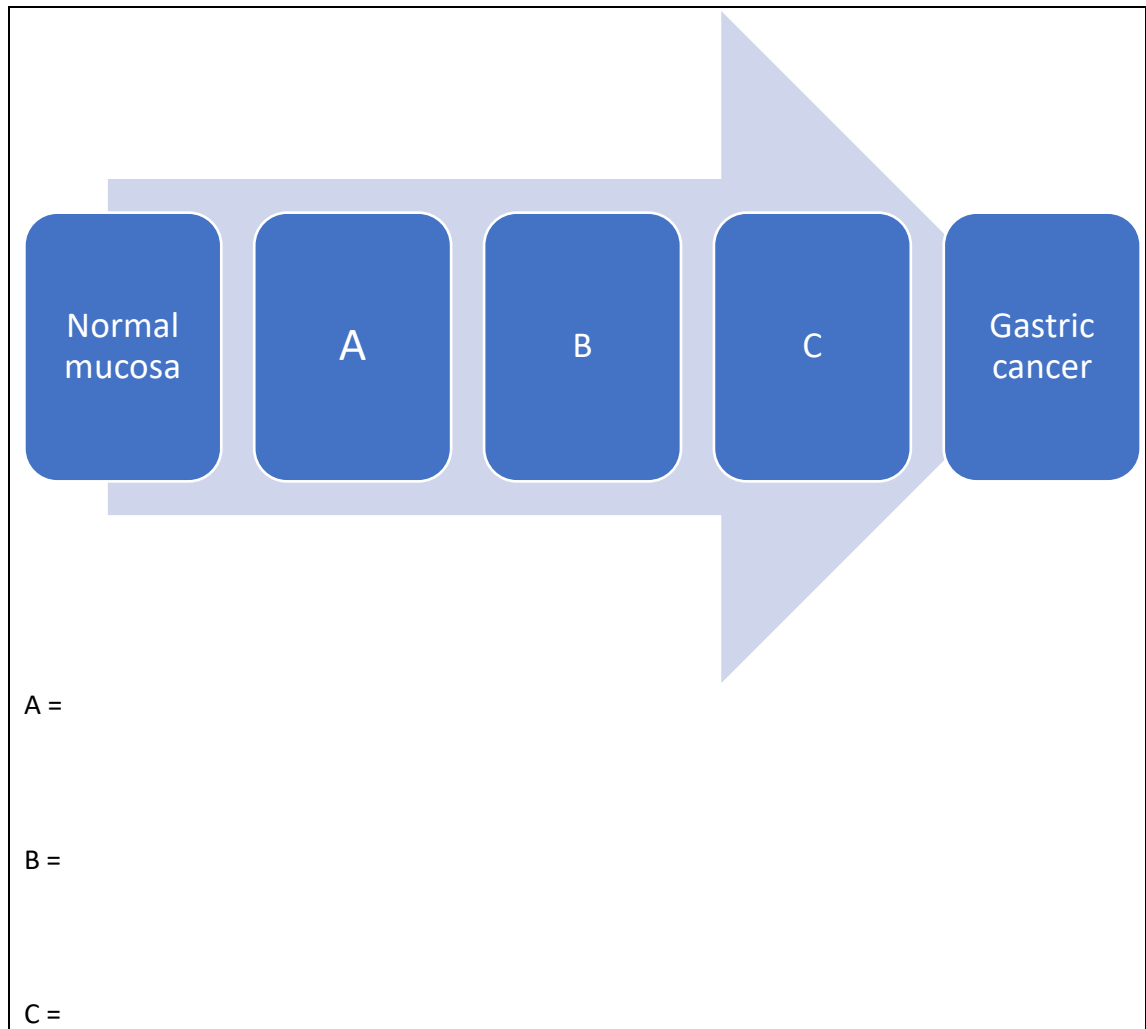 Normal
mucosa
A
B
C
Gastric
cancer
A =
B =
C =